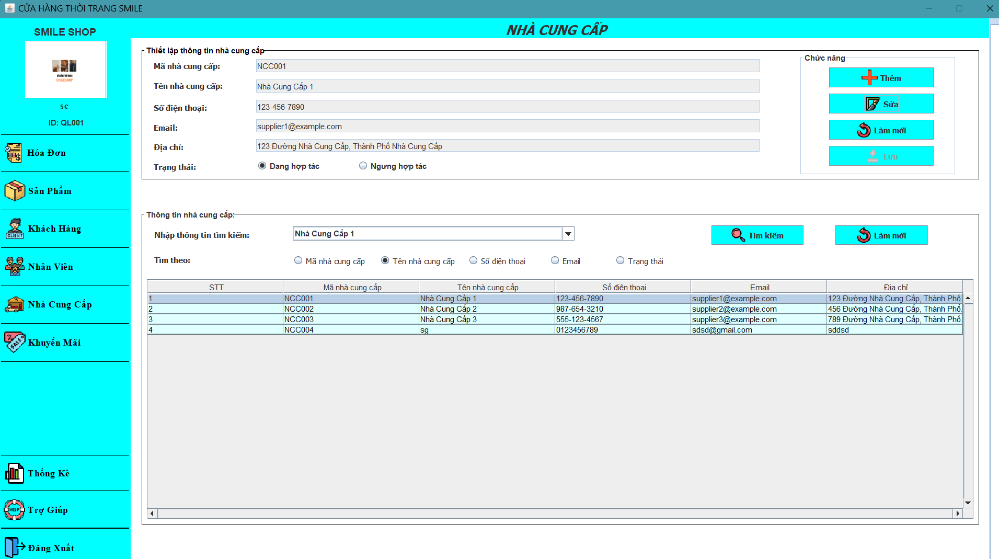 CỬA HÀNG THỜI TRANG SMILE
SMILE SHOP
SMILE SHOP
sc
ID: QL001
Hóa Đơn
Sản Phẩm
CLIENT
Khách Hàng
Nhân Viên
Nhà Cung Cấp
% SALE
Khuyến Mãi
Thống Kê
HELP
Trợ Giúp
Đăng Xuất
NHÀ CUNG CẤP
Thiết lập thông tin nhà cung cấp
Mã nhà cung cấp: NCC001
Tên nhà cung cấp: Nhà Cung Cấp 1
Số điện thoại: 123-456-7890
Email: supplier1@example.com
Địa chỉ: 123 Đường Nhà Cung Cấp, Thành Phố Nhà Cung Cấp
Trạng thái: Đang hợp tác Ngưng hợp tác
Chức năng
Thêm
Sửa
Làm mới
Lưu
Thông tin nhà cung cấp:
Nhập thông tin tìm kiếm: Nhà Cung Cấp 1 Tìm kiếm Làm mới
Tìm theo: Mã nhà cung cấp Tên nhà cung cấp Số điện thoại Email Trạng thái
STT Mã nhà cung cấp Tên nhà cung cấp Số điện thoại Email Địa chỉ
1 NCC001 Nhà Cung Cấp 1 123-456-7890 supplier1@example.com 123 Đường Nhà Cung Cấp, Thành Phố...
2 NCC002 Nhà Cung Cấp 2 987-654-3210 supplier2@example.com 456 Đường Nhà Cung Cấp, Thành Phố...
3 NCC003 Nhà Cung Cấp 3 555-123-4567 supplier3@example.com 789 Đường Nhà Cung Cấp, Thành Phố...
4 NCC004 sg 0123456789 sdsd@gmail.com sddsd